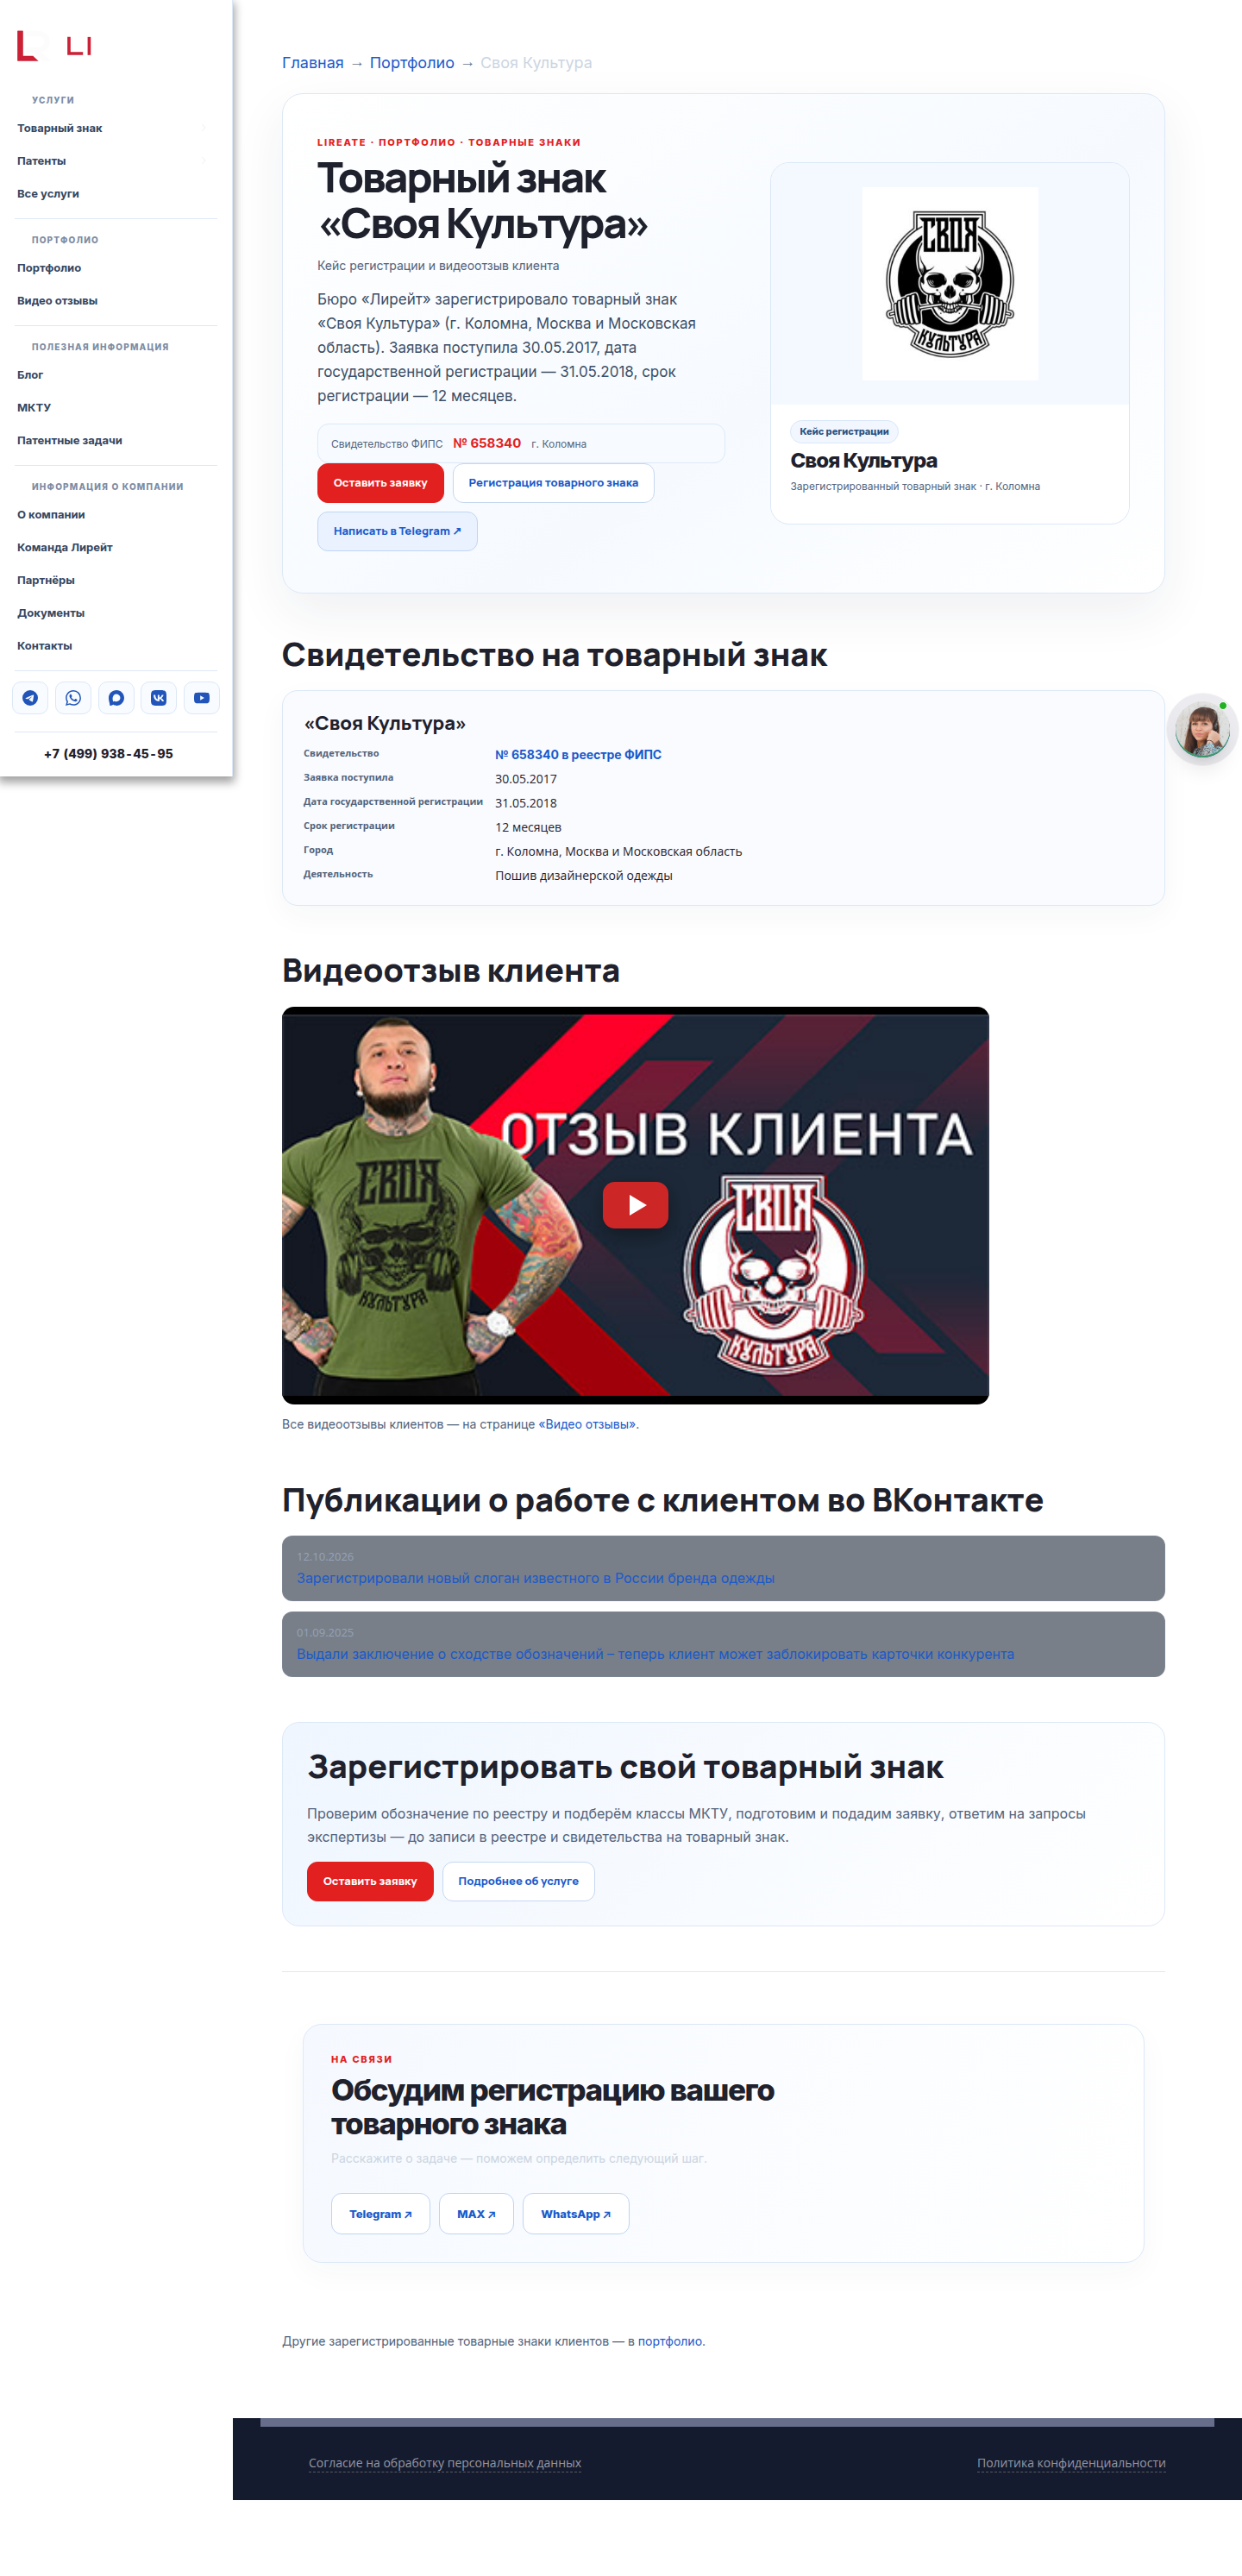 LI
УСЛУГИ
Товарный знак
Патенты
Все услуги
ПОРТФОЛИО
Портфолио
Видео отзывы
ПОЛЕЗНАЯ ИНФОРМАЦИЯ
Блог
МКТУ
Патентные задачи
ИНФОРМАЦИЯ О КОМПАНИИ
О компании
Команда Лирейт
Партнёры
Документы
Контакты
+7 (499) 938-45-95
Главная → Портфолио → Своя Культура
LIREATE · ПОРТФОЛИО · ТОВАРНЫЕ ЗНАКИ
Товарный знак
«Своя Культура»
Кейс регистрации и видеоотзыв клиента
Бюро «Лирейт» зарегистрировало товарный знак
«Своя Культура» (г. Коломна, Москва и Московская
область). Заявка поступила 30.05.2017, дата
государственной регистрации — 31.05.2018, срок
регистрации — 12 месяцев.
Свидетельство ФИПС № 658340 г. Коломна
Оставить заявку
Регистрация товарного знака
Написать в Telegram ↗
СВОЯ
КУЛЬТУРА
Кейс регистрации
Своя Культура
Зарегистрированный товарный знак · г. Коломна
Свидетельство на товарный знак
«Своя Культура»
Свидетельство № 658340 в реестре ФИПС
Заявка поступила 30.05.2017
Дата государственной регистрации 31.05.2018
Срок регистрации 12 месяцев
Город г. Коломна, Москва и Московская область
Деятельность Пошив дизайнерской одежды
Видеоотзыв клиента
ОТЗЫВ КЛИЕНТА
СВОЯ
КУЛЬТУРА
СВОЯ
КУЛЬТУРА
Все видеоотзывы клиентов — на странице «Видео отзывы».
Публикации о работе с клиентом во ВКонтакте
12.10.2026
Зарегистрировали новый слоган известного в России бренда одежды
01.09.2025
Выдали заключение о сходстве обозначений – теперь клиент может заблокировать карточки конкурента
Зарегистрировать свой товарный знак
Проверим обозначение по реестру и подберём классы МКТУ, подготовим и подадим заявку, ответим на запросы
экспертизы — до записи в реестре и свидетельства на товарный знак.
Оставить заявку
Подробнее об услуге
НА СВЯЗИ
Обсудим регистрацию вашего
товарного знака
Расскажите о задаче — поможем определить следующий шаг.
Telegram ↗
MAX ↗
WhatsApp ↗
Другие зарегистрированные товарные знаки клиентов — в портфолио.
Согласие на обработку персональных данных
Политика конфиденциальности